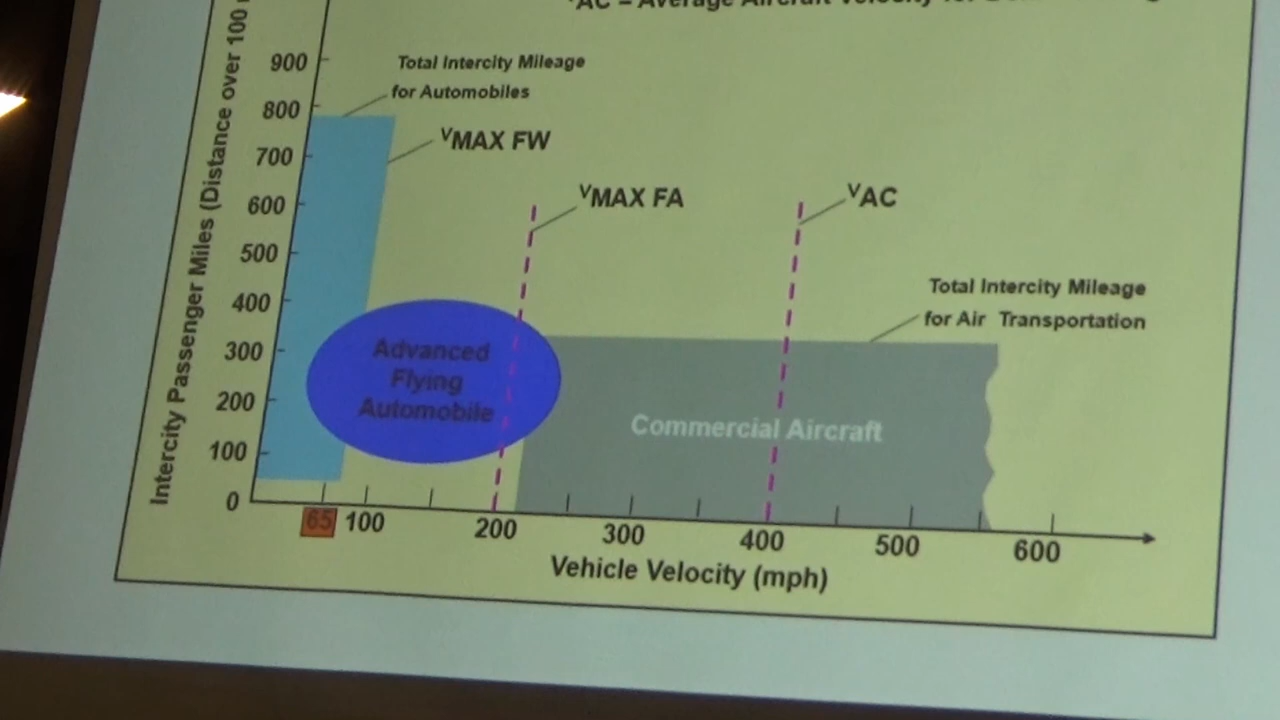 VAC = Average Aircraft Velocity for
Intercity Passenger Miles (Distance over 100
900
800
700
600
500
400
300
200
100
0
Total Intercity Mileage
for Automobiles
VMAX FW
VMAX FA
VAC
Total Intercity Mileage
for Air Transportation
Advanced
Flying
Automobile
Commercial Aircraft
65 100 200 300 400 500 600
Vehicle Velocity (mph)